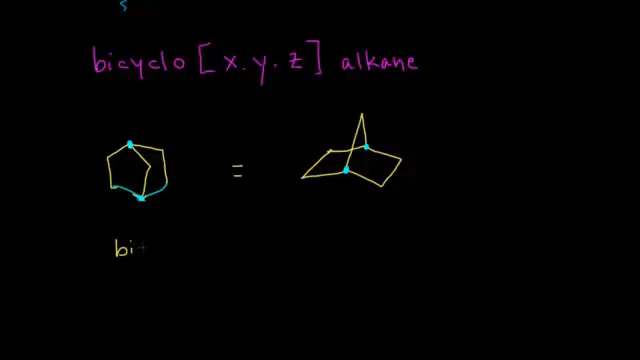 bicyclo [x.y.z] alkane
=
bi